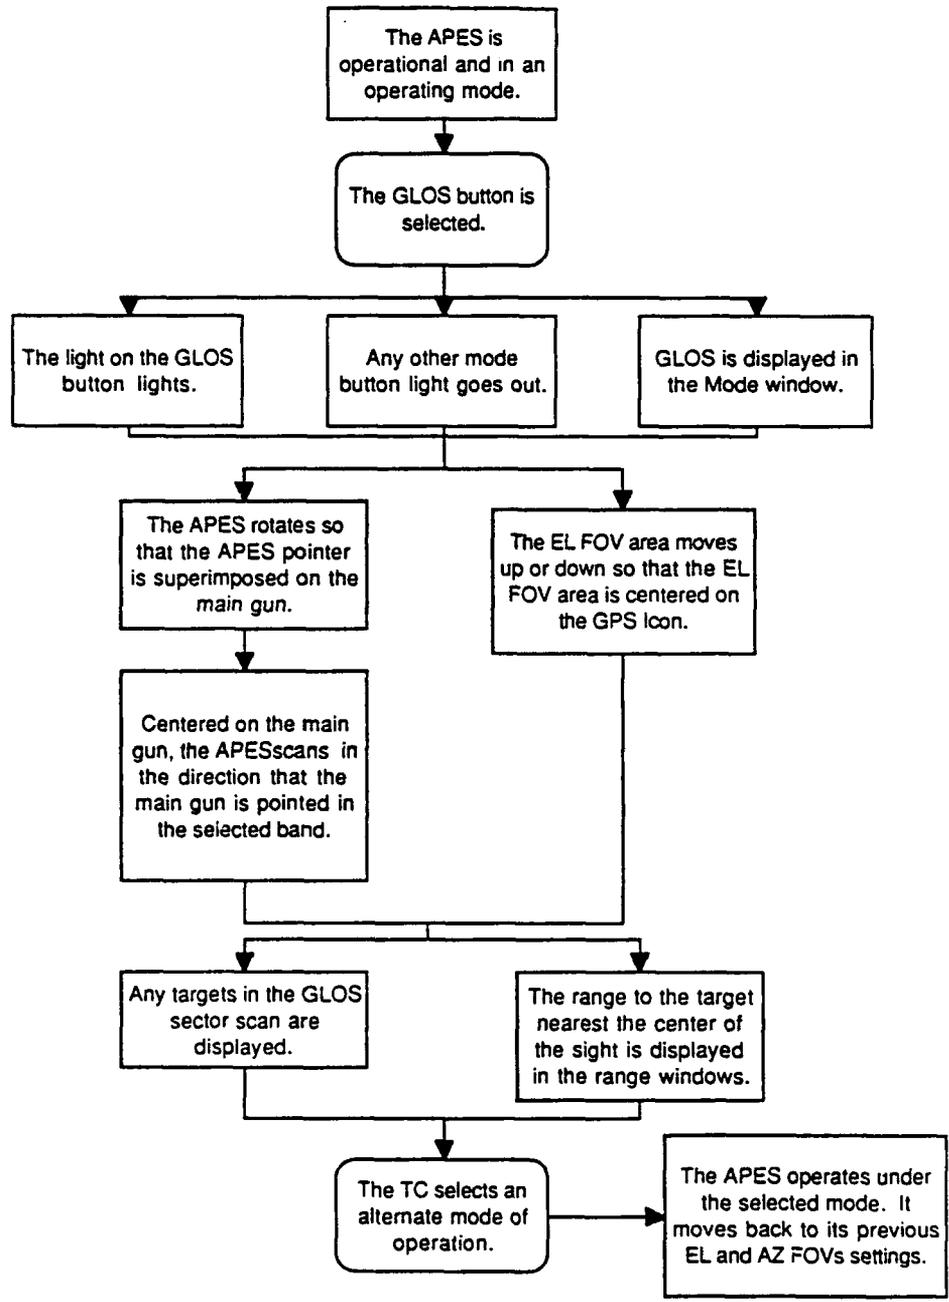 The APES is
operational and in an
operating mode.
The GLOS button is
selected.
The light on the GLOS
button lights.
Any other mode
button light goes out.
GLOS is displayed in
the Mode window.
The APES rotates so
that the APES pointer
is superimposed on the
main gun.
The EL FOV area moves
up or down so that the EL
FOV area is centered on
the GPS Icon.
Centered on the main
gun, the APESscans in
the direction that the
main gun is pointed in
the selected band.
Any targets in the GLOS
sector scan are
displayed.
The range to the target
nearest the center of
the sight is displayed
in the range windows.
The TC selects an
alternate mode of
operation.
The APES operates under
the selected mode. It
moves back to its previous
EL and AZ FOVs settings.